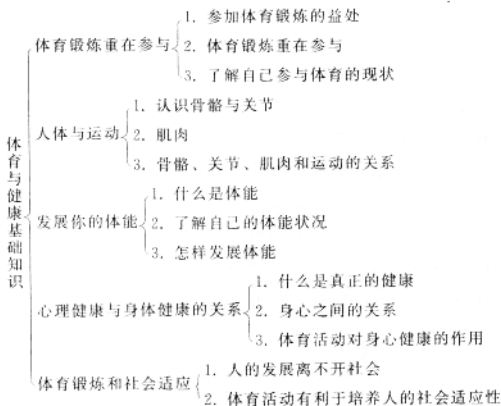 体育与健康基础知识
体育锻炼重在参与
1. 参加体育锻炼的益处
2. 体育锻炼重在参与
3. 了解自己参与体育的现状
人体与运动
1. 认识骨骼与关节
2. 肌肉
3. 骨骼、关节、肌肉和运动的关系
发展你的体能
1. 什么是体能
2. 了解自己的体能状况
3. 怎样发展体能
心理健康与身体健康的关系
1. 什么是真正的健康
2. 身心之间的关系
3. 体育活动对身心健康的作用
体育锻炼和社会适应
1. 人的发展离不开社会
2. 体育活动有利于培养人的社会适应性